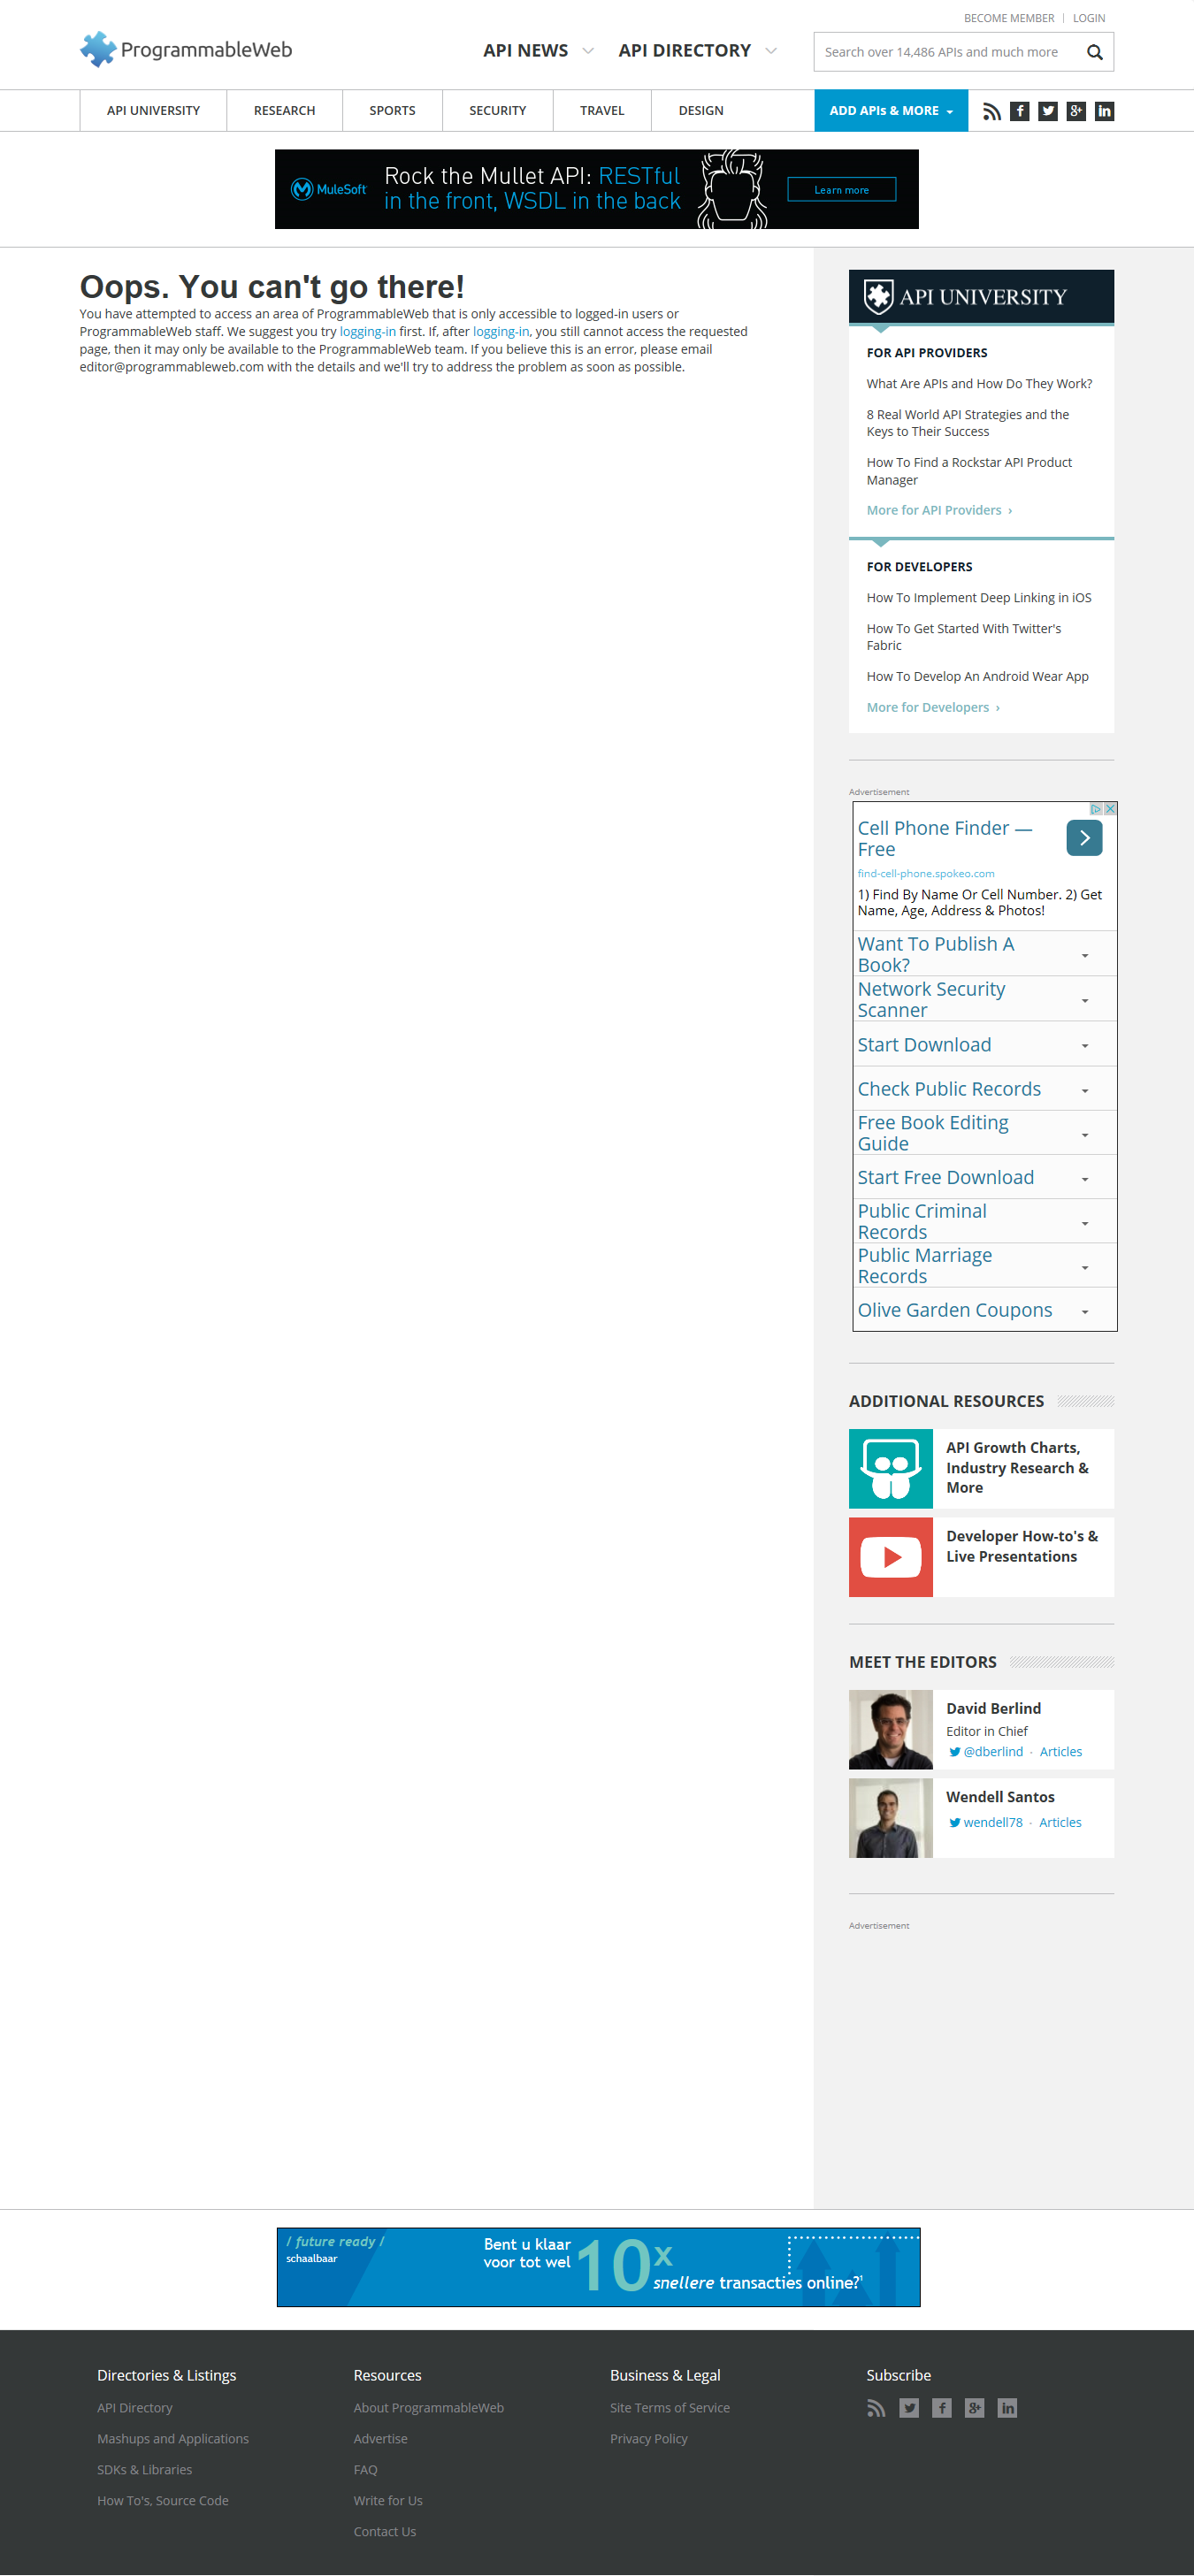 BECOME MEMBER | LOGIN
ProgrammableWeb
API NEWS
API DIRECTORY
Search over 14,486 APIs and much more
API UNIVERSITY
RESEARCH
SPORTS
SECURITY
TRAVEL
DESIGN
ADD APIs & MORE
MuleSoft
Rock the Mullet API: RESTful
in the front, WSDL in the back
Learn more
Oops. You can't go there!
You have attempted to access an area of ProgrammableWeb that is only accessible to logged-in users or
ProgrammableWeb staff. We suggest you try logging-in first. If, after logging-in, you still cannot access the requested
page, then it may only be available to the ProgrammableWeb team. If you believe this is an error, please email
editor@programmableweb.com with the details and we'll try to address the problem as soon as possible.
API UNIVERSITY
FOR API PROVIDERS
What Are APIs and How Do They Work?
8 Real World API Strategies and the
Keys to Their Success
How To Find a Rockstar API Product
Manager
More for API Providers ›
FOR DEVELOPERS
How To Implement Deep Linking in iOS
How To Get Started With Twitter's
Fabric
How To Develop An Android Wear App
More for Developers ›
Advertisement
Cell Phone Finder —
Free
find-cell-phone.spokeo.com
1) Find By Name Or Cell Number. 2) Get
Name, Age, Address & Photos!
Want To Publish A
Book?
Network Security
Scanner
Start Download
Check Public Records
Free Book Editing
Guide
Start Free Download
Public Criminal
Records
Public Marriage
Records
Olive Garden Coupons
ADDITIONAL RESOURCES
API Growth Charts,
Industry Research &
More
Developer How-to's &
Live Presentations
MEET THE EDITORS
David Berlind
Editor in Chief
@dberlind · Articles
Wendell Santos
wendell78 · Articles
Advertisement
/ future ready /
schaalbaar
Bent u klaar
voor tot wel
10x
snellere transacties online?¹
Directories & Listings
API Directory
Mashups and Applications
SDKs & Libraries
How To's, Source Code
Resources
About ProgrammableWeb
Advertise
FAQ
Write for Us
Contact Us
Business & Legal
Site Terms of Service
Privacy Policy
Subscribe